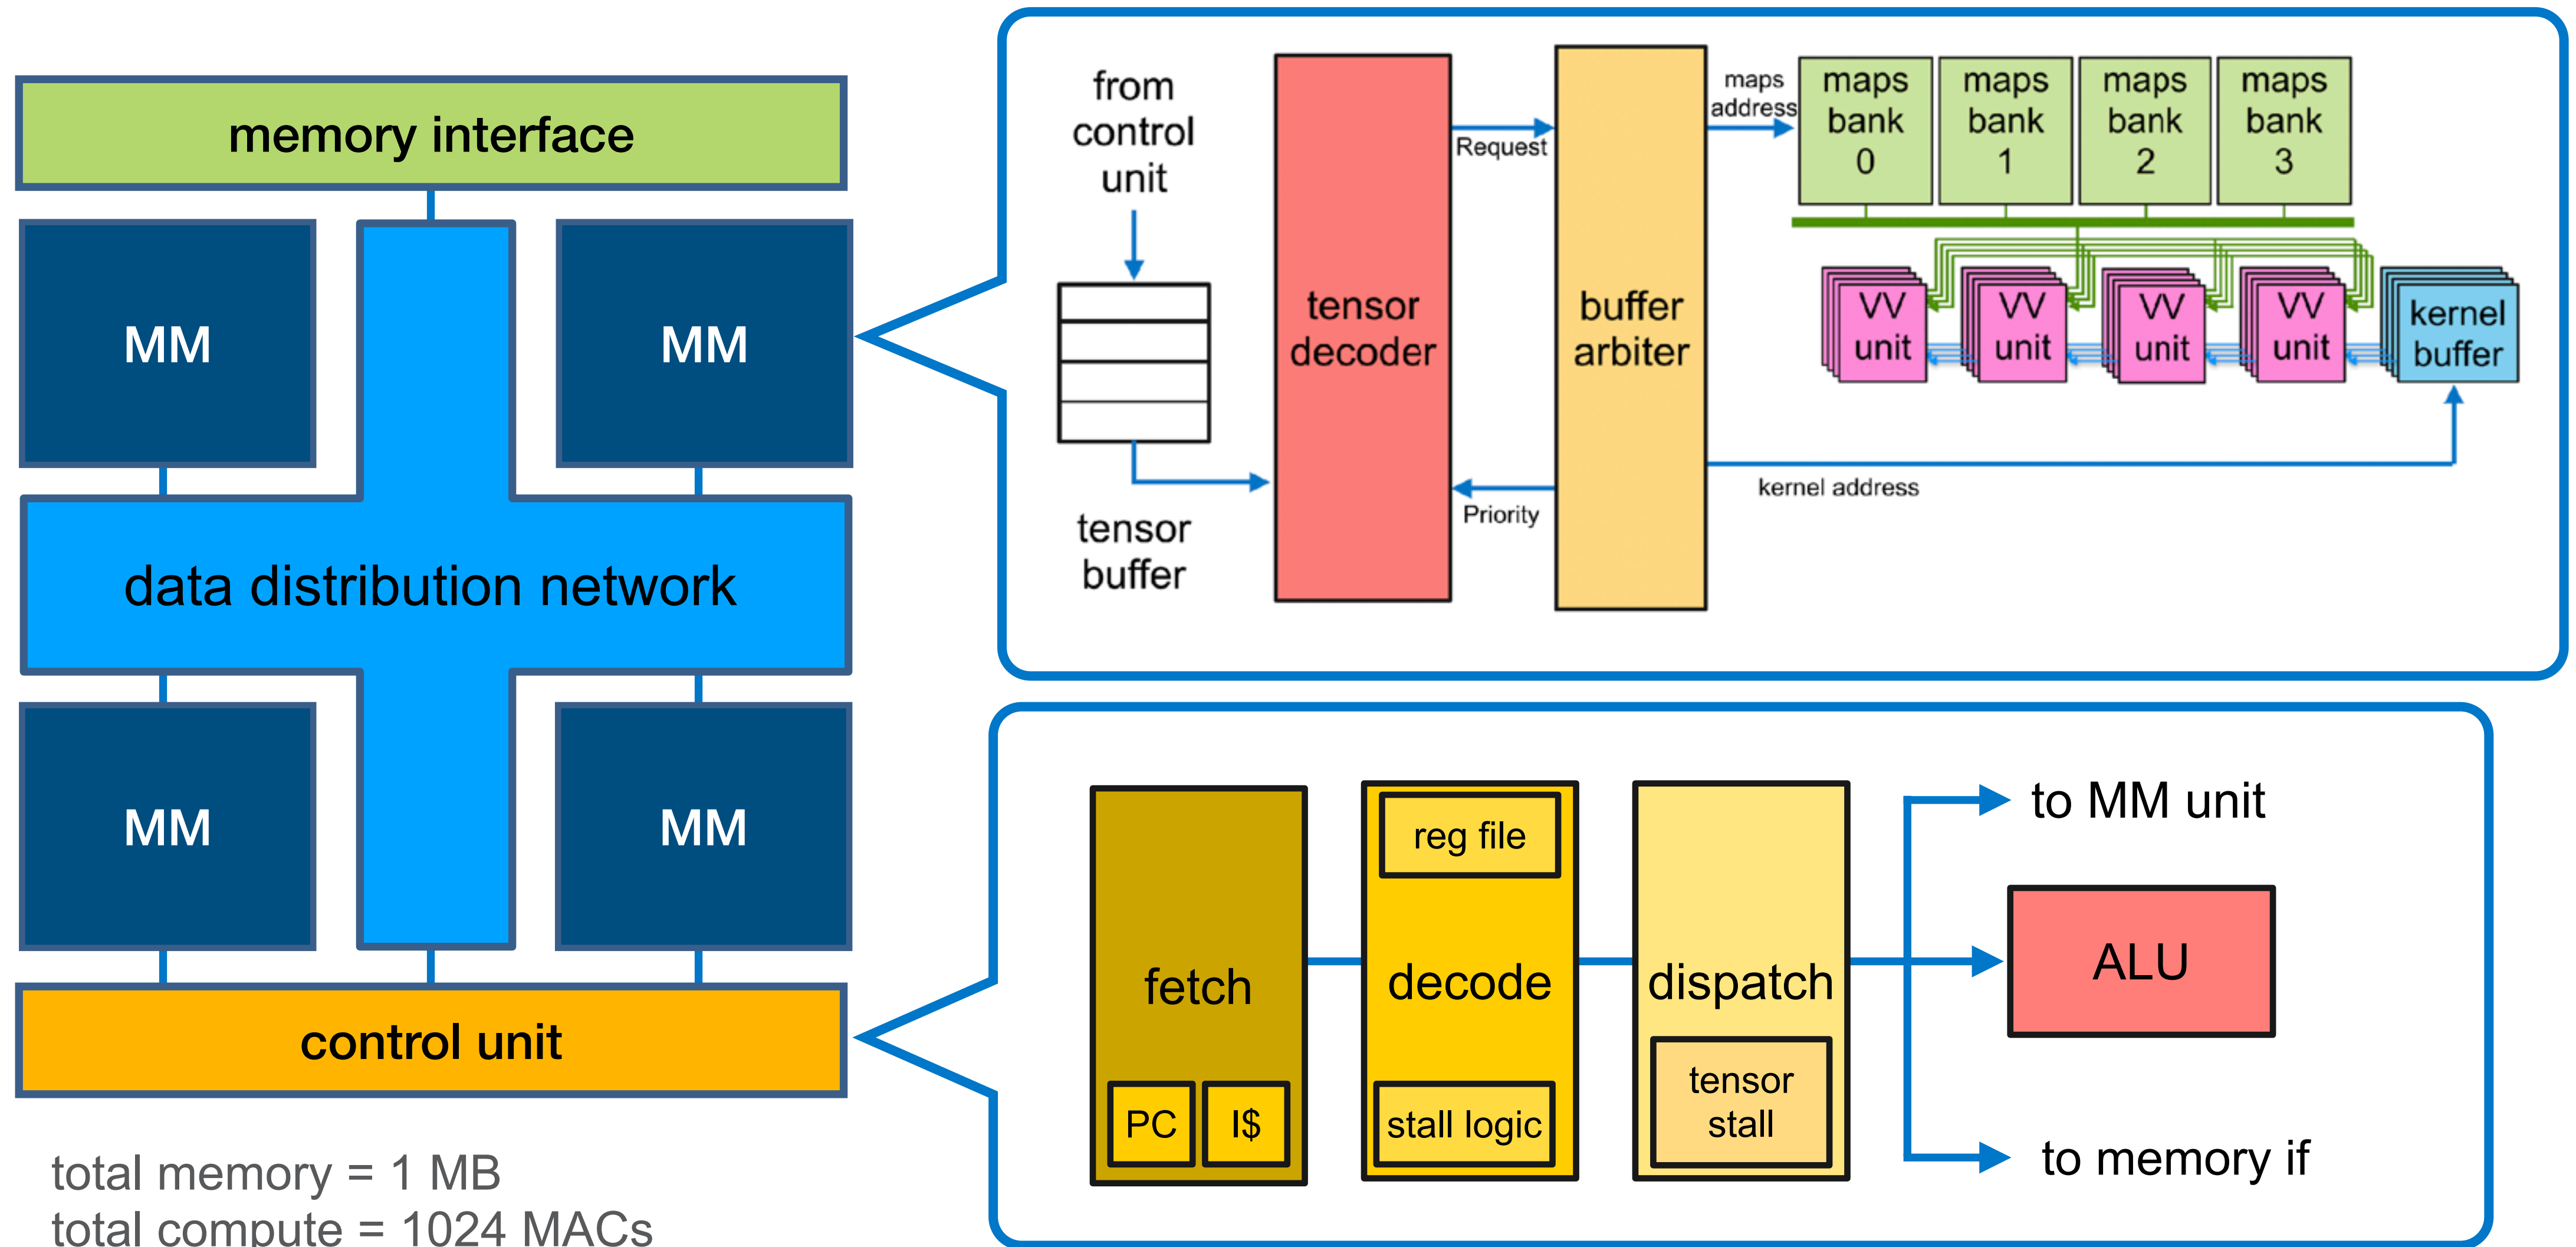 memory interface
MM
MM
data distribution network
MM
MM
control unit
total memory = 1 MB
total compute = 1024 MACs
from
control
unit
tensor
buffer
tensor
decoder
Request
Priority
buffer
arbiter
maps
address
maps
bank
0
maps
bank
1
maps
bank
2
maps
bank
3
VV
unit
VV
unit
VV
unit
VV
unit
kernel
buffer
kernel address
fetch
PC
I$
reg file
decode
stall logic
dispatch
tensor
stall
to MM unit
ALU
to memory if